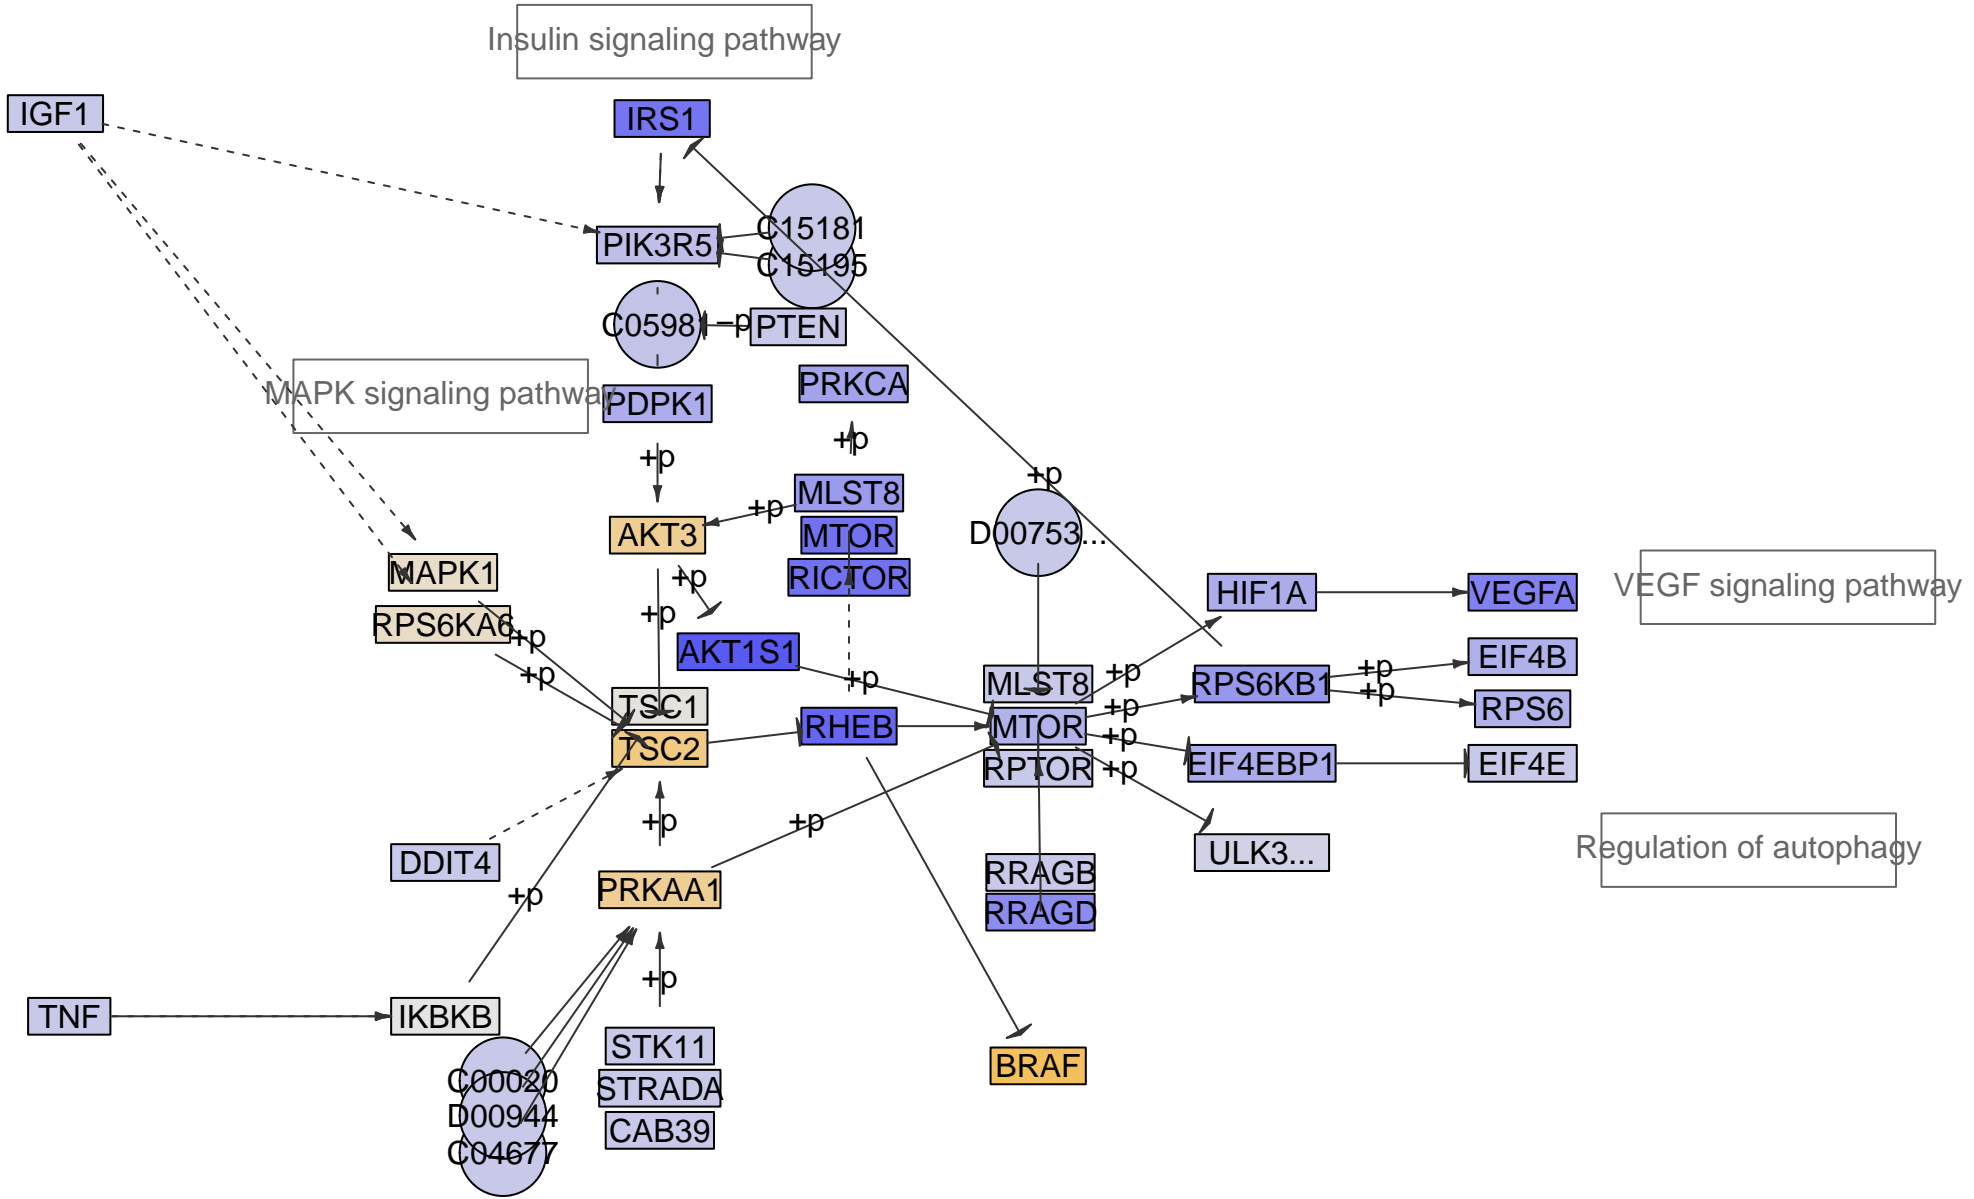 Insulin signaling pathway
IGF1
IRS1
C15181
PIK3R5
C15195
C05981
−p
PTEN
PRKCA
MAPK signaling pathway
PDPK1
+p
+p
+p
MLST8
+p
AKT3
MTOR
D00753...
MAPK1
RICTOR
+p
VEGF signaling pathway
HIF1A
VEGFA
+p
RPS6KA6
+p
AKT1S1
EIF4B
+p
+p
+p
+p
MLST8
RPS6KB1
+p
TSC1
+p
RPS6
RHEB
MTOR
+p
TSC2
RPTOR
+p
EIF4EBP1
EIF4E
+p
+p
Regulation of autophagy
DDIT4
ULK3...
RRAGB
PRKAA1
+p
RRAGD
+p
TNF
IKBKB
STK11
BRAF
C00020
STRADA
D00944
CAB39
C04677